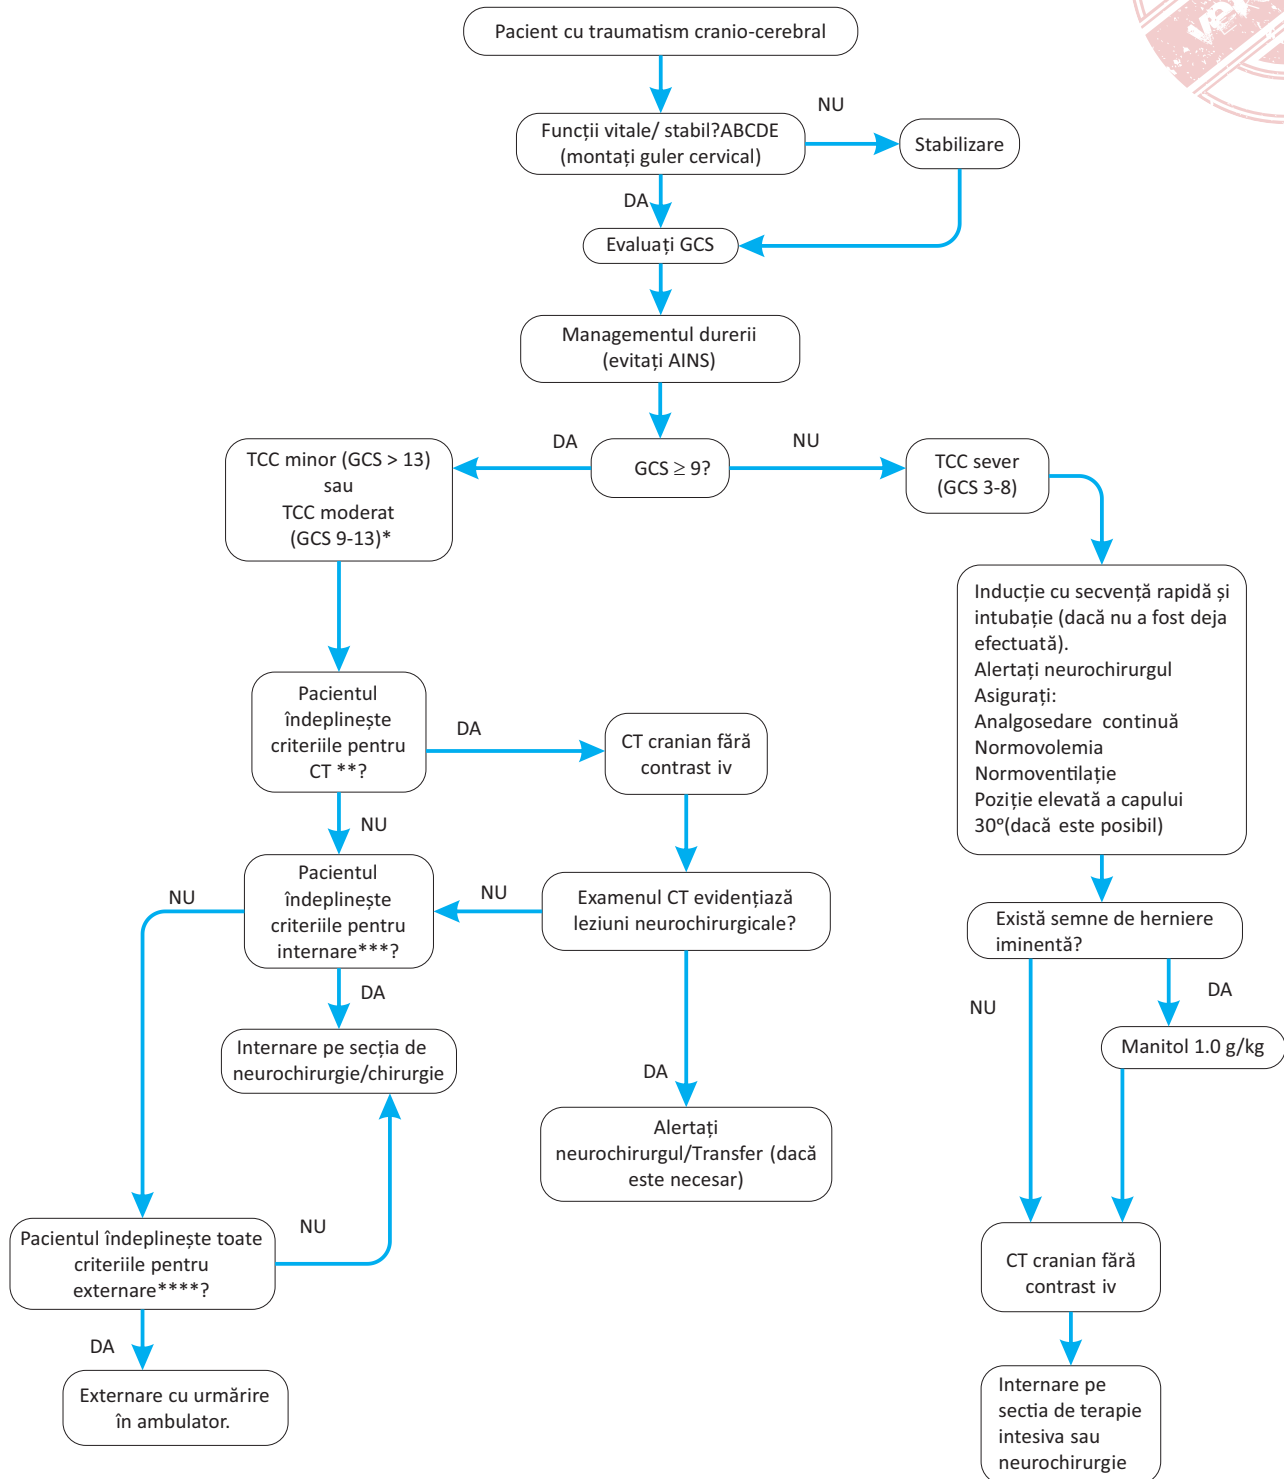 Pacient cu traumatism cranio-cerebral
Funcții vitale/ stabil?ABCDE
(montați guler cervical)
NU
Stabilizare
DA
Evaluați GCS
Managementul durerii
(evitați AINS)
GCS ≥ 9?
DA
NU
TCC minor (GCS > 13)
sau
TCC moderat
(GCS 9-13)*
TCC sever
(GCS 3-8)
Inducție cu secvență rapidă și
intubație (dacă nu a fost deja
efectuată).
Alertați neurochirurgul
Asigurați:
Analgosedare continuă
Normovolemia
Normoventilație
Poziție elevată a capului
30°(dacă este posibil)
Pacientul
îndeplinește
criteriile pentru
CT **?
DA
CT cranian fără
contrast iv
NU
Pacientul
îndeplinește
criteriile pentru
internare***?
NU
NU
Examenul CT evidențiază
leziuni neurochirurgicale?
Există semne de herniere
iminentă?
DA
NU
DA
Internare pe secția de
neurochirurgie/chirurgie
Manitol 1.0 g/kg
DA
Alertați
neurochirurgul/Transfer (dacă
este necesar)
Pacientul îndeplinește toate
criteriile pentru
externare****?
NU
CT cranian fără
contrast iv
DA
Externare cu urmărire
în ambulator.
Internare pe
sectia de terapie
intesiva sau
neurochirurgie